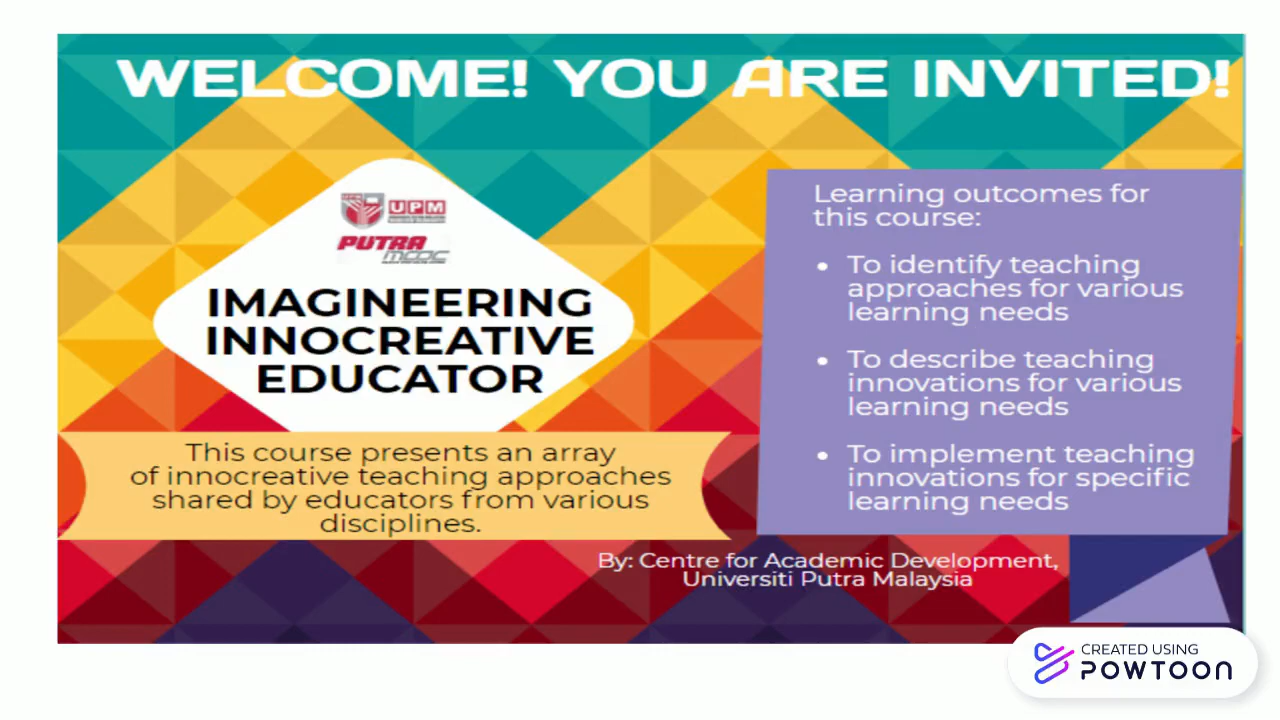 WELCOME! YOU ARE INVITED!
UPM
PUTRA
MOOC
IMAGINEERING
INNOCREATIVE
EDUCATOR
This course presents an array
of innocreative teaching approaches
shared by educators from various
disciplines.
Learning outcomes for
this course:
• To identify teaching
approaches for various
learning needs
• To describe teaching
innovations for various
learning needs
• To implement teaching
innovations for specific
learning needs
By: Centre for Academic Development,
Universiti Putra Malaysia
CREATED USING
POWTOON